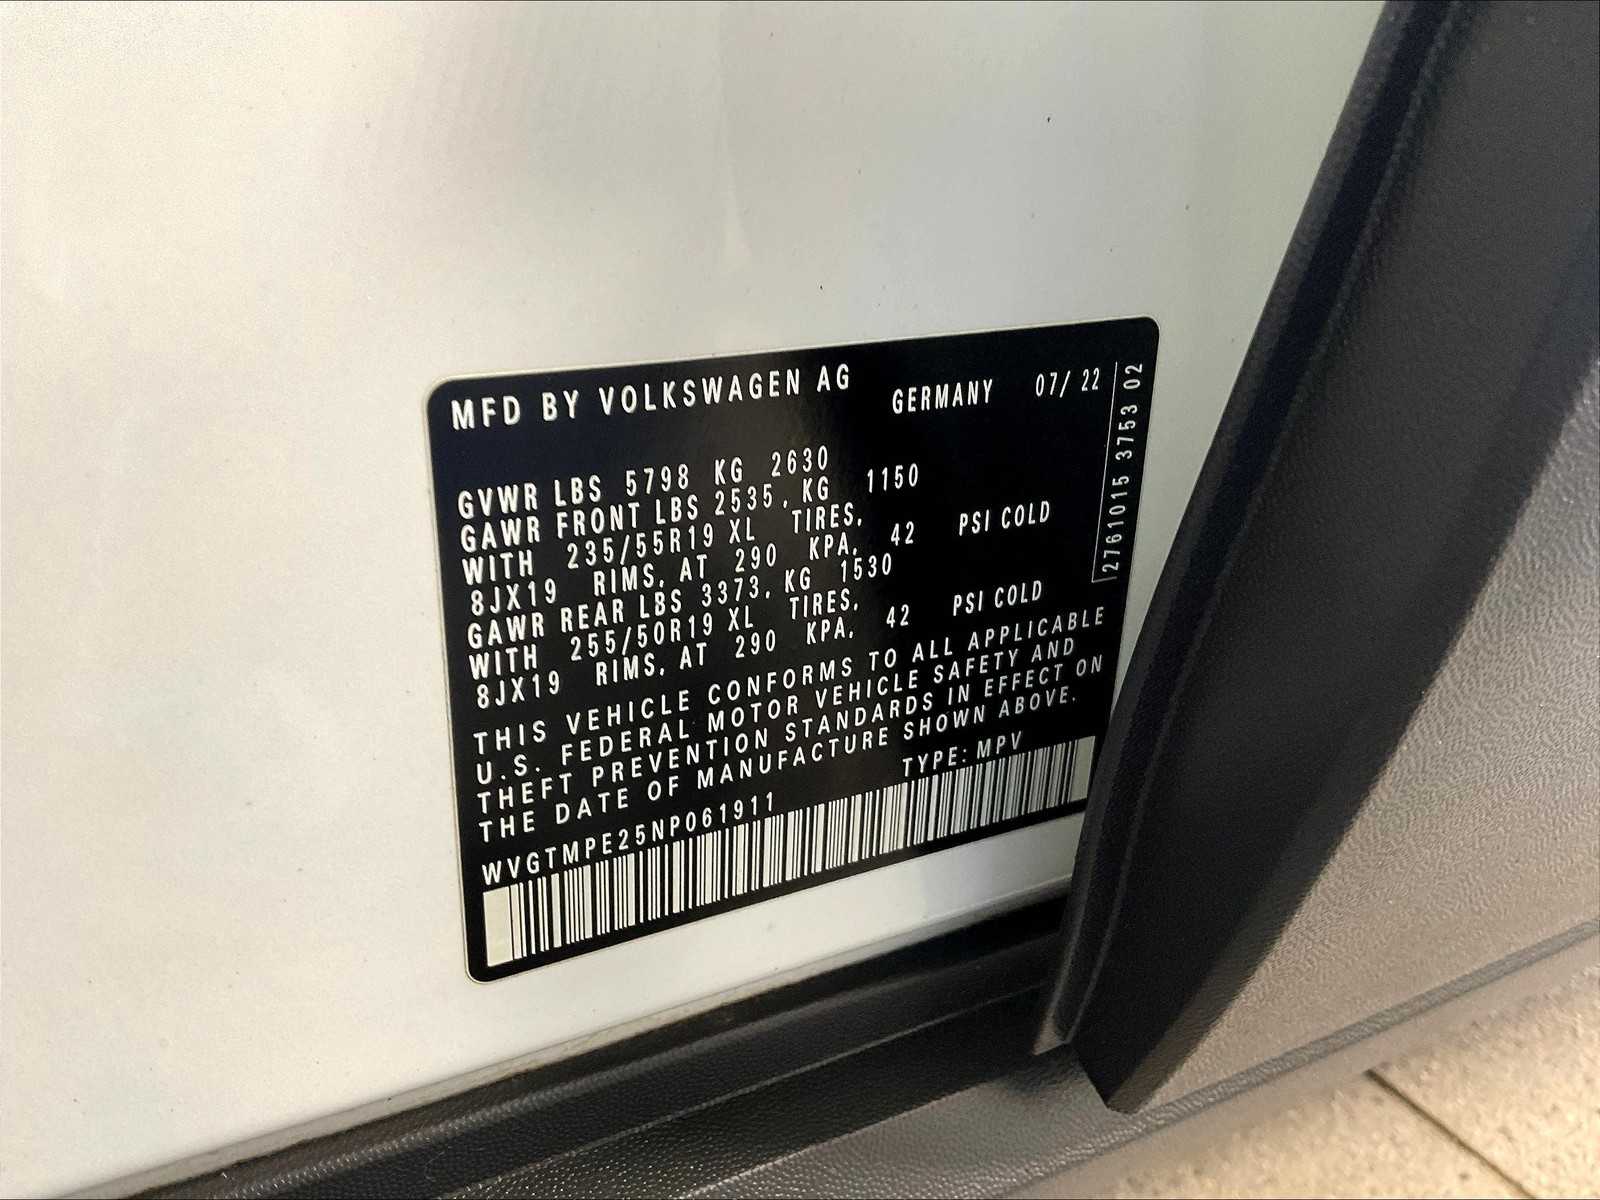 MFD BY VOLKSWAGEN AG GERMANY 07/ 22
GVWR LBS 5798 KG 2630
GAWR FRONT LBS 2535, KG 1150
WITH 235/55R19 XL TIRES,
8JX19 RIMS, AT 290 KPA, 42 PSI COLD
GAWR REAR LBS 3373, KG 1530
WITH 255/50R19 XL TIRES,
8JX19 RIMS, AT 290 KPA, 42 PSI COLD
THIS VEHICLE CONFORMS TO ALL APPLICABLE
U.S. FEDERAL MOTOR VEHICLE SAFETY AND
THEFT PREVENTION STANDARDS IN EFFECT ON
THE DATE OF MANUFACTURE SHOWN ABOVE.
WVGTMPE25NP061911 TYPE: MPV
2761015 3753 02